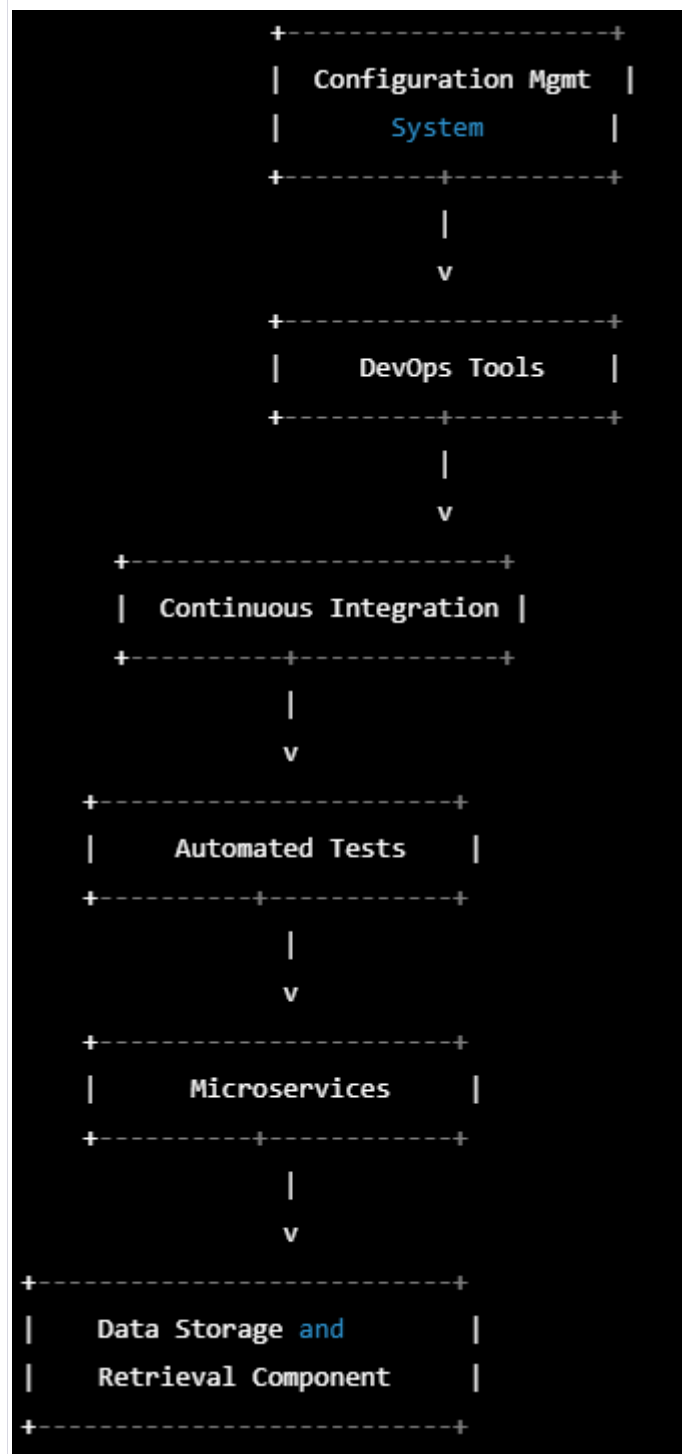 Configuration Mgmt
System
v
DevOps Tools
v
Continuous Integration
v
Automated Tests
v
Microservices
v
Data Storage and
Retrieval Component